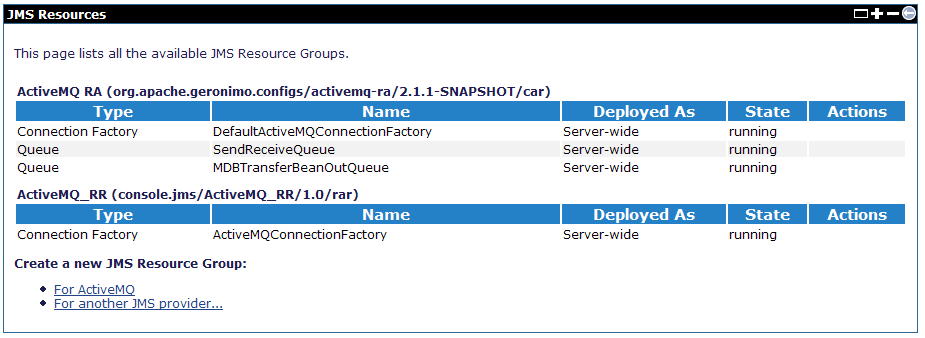 JMS Resources
This page lists all the available JMS Resource Groups.
ActiveMQ RA (org.apache.geronimo.configs/activemq-ra/2.1.1-SNAPSHOT/car)
Type Name Deployed As State Actions
Connection Factory DefaultActiveMQConnectionFactory Server-wide running
Queue SendReceiveQueue Server-wide running
Queue MDBTransferBeanOutQueue Server-wide running
ActiveMQ_RR (console.jms/ActiveMQ_RR/1.0/rar)
Type Name Deployed As State Actions
Connection Factory ActiveMQConnectionFactory Server-wide running
Create a new JMS Resource Group:
For ActiveMQ
For another JMS provider...